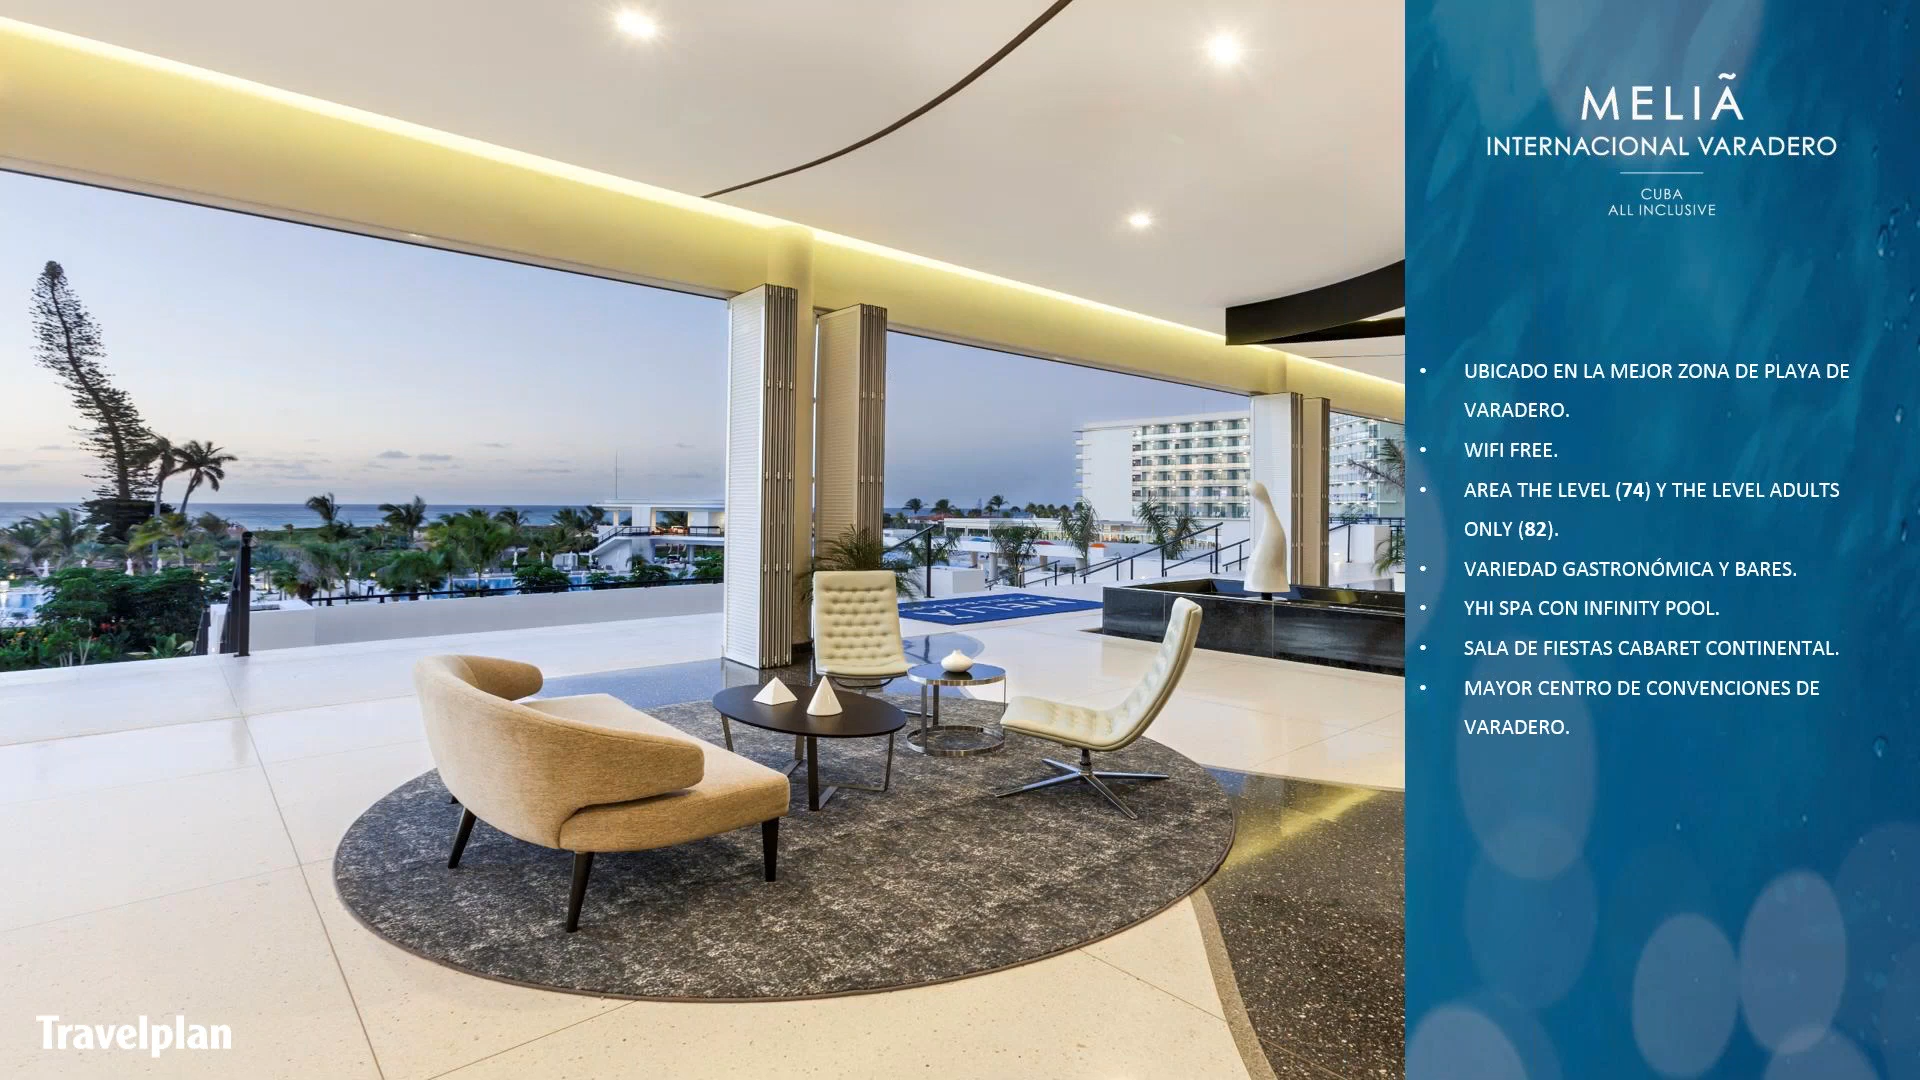 MELIÃ
INTERNACIONAL VARADERO
CUBA
ALL INCLUSIVE
• UBICADO EN LA MEJOR ZONA DE PLAYA DE
VARADERO.
• WIFI FREE.
• AREA THE LEVEL (74) Y THE LEVEL ADULTS
ONLY (82).
• VARIEDAD GASTRONÓMICA Y BARES.
• YHI SPA CON INFINITY POOL.
• SALA DE FIESTAS CABARET CONTINENTAL.
• MAYOR CENTRO DE CONVENCIONES DE
VARADERO.
Travelplan